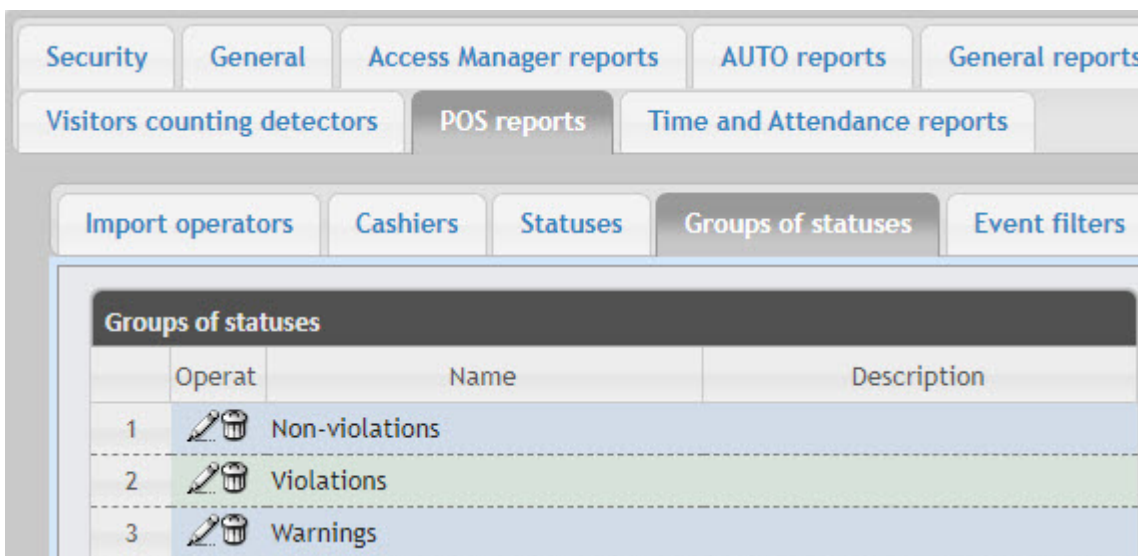 Security General Access Manager reports AUTO reports General reports
Visitors counting detectors POS reports Time and Attendance reports
Import operators Cashiers Statuses Groups of statuses Event filters
Groups of statuses
Operat Name Description
1 Non-violations
2 Violations
3 Warnings